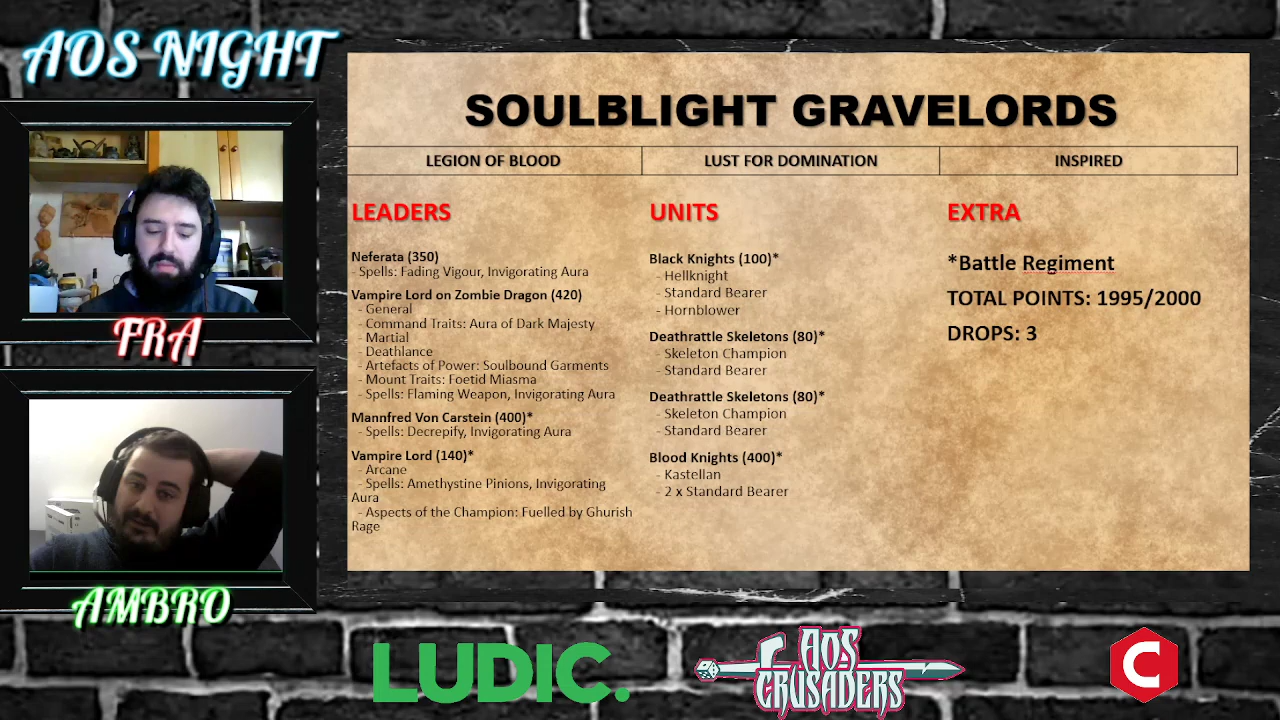 AOS NIGHT
FRA
AMBRO
SOULBLIGHT GRAVELORDS
LEGION OF BLOOD
LUST FOR DOMINATION
INSPIRED
LEADERS
Neferata (350)
- Spells: Fading Vigour, Invigorating Aura
Vampire Lord on Zombie Dragon (420)
- General
- Command Traits: Aura of Dark Majesty
- Martial
- Deathlance
- Artefacts of Power: Soulbound Garments
- Mount Traits: Foetid Miasma
- Spells: Flaming Weapon, Invigorating Aura
Mannfred Von Carstein (400)*
- Spells: Decrepify, Invigorating Aura
Vampire Lord (140)*
- Arcane
- Spells: Amethystine Pinions, Invigorating
Aura
- Aspects of the Champion: Fuelled by Ghurish
Rage
UNITS
Black Knights (100)*
- Hellknight
- Standard Bearer
- Hornblower
Deathrattle Skeletons (80)*
- Skeleton Champion
- Standard Bearer
Deathrattle Skeletons (80)*
- Skeleton Champion
- Standard Bearer
Blood Knights (400)*
- Kastellan
- 2 x Standard Bearer
EXTRA
*Battle Regiment
TOTAL POINTS: 1995/2000
DROPS: 3
LUDIC.
AOS
CRUSADERS
C